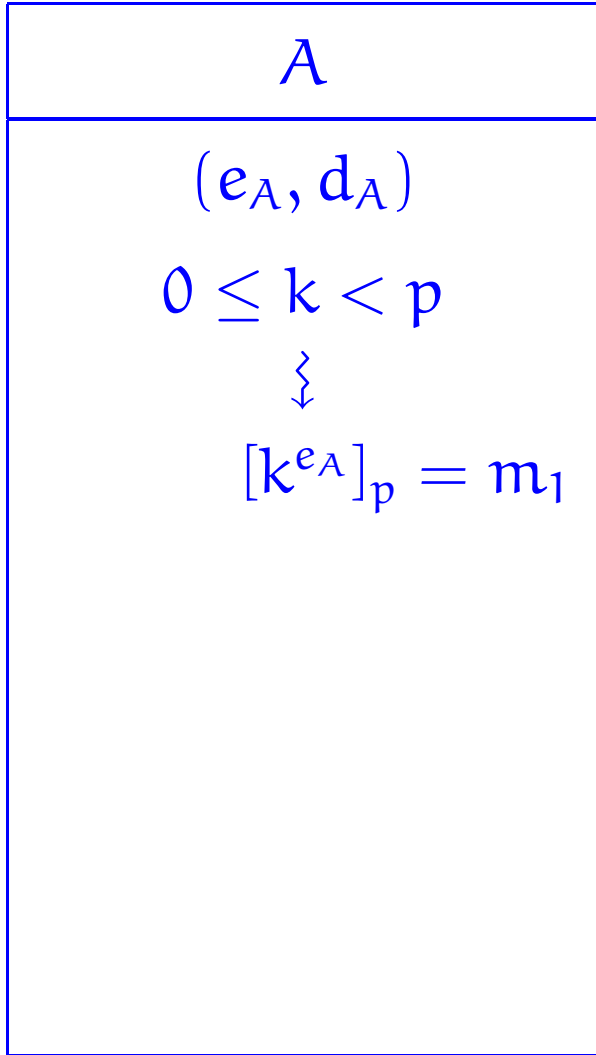 A
(e_A, d_A)
0 ≤ k < p
[k^{e_A}]_p = m_1